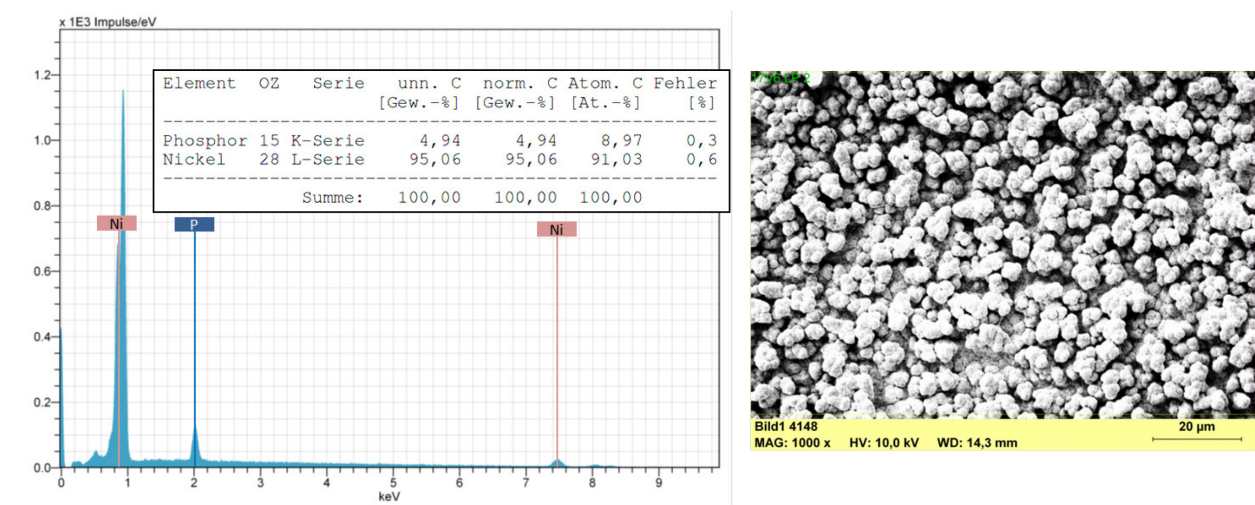 x 1E3 Impulse/eV
Element OZ Serie unn. C norm. C Atom. C Fehler
[Gew.-%] [Gew.-%] [At.-%] [%]
Phosphor 15 K-Serie 4,94 4,94 8,97 0,3
Nickel 28 L-Serie 95,06 95,06 91,03 0,6
Summe: 100,00 100,00 100,00
1.2
1.0
0.8
0.6
0.4
0.2
0.0
Ni
P
Ni
0 1 2 3 4 5 6 7 8 9
keV
Bild1 4148
MAG: 1000 x HV: 10,0 kV WD: 14,3 mm
20 µm